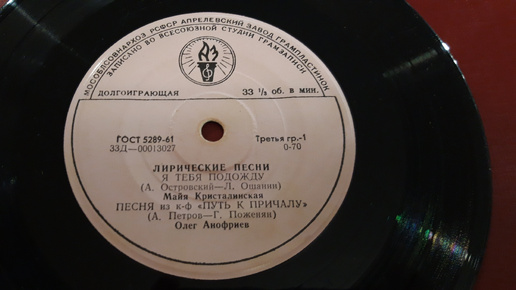 МОСОБЛСОВНАРХОЗ РСФСР АПРЕЛЕВСКИЙ ЗАВОД ГРАМПЛАСТИНОК
ЗАПИСАНО ВО ВСЕСОЮЗНОЙ СТУДИИ ГРАМЗАПИСИ
ДОЛГОИГРАЮЩАЯ 33 1/3 об. в мин.
ГОСТ 5289-61 Третья гр.-1
33Д—00013027 0-70
ЛИРИЧЕСКИЕ ПЕСНИ
Я ТЕБЯ ПОДОЖДУ
(А. Островский—Л. Ошанин)
Майя Кристалинская
ПЕСНЯ из к-ф «ПУТЬ К ПРИЧАЛУ»
(А. Петров—Г. Поженян)
Олег Анофриев